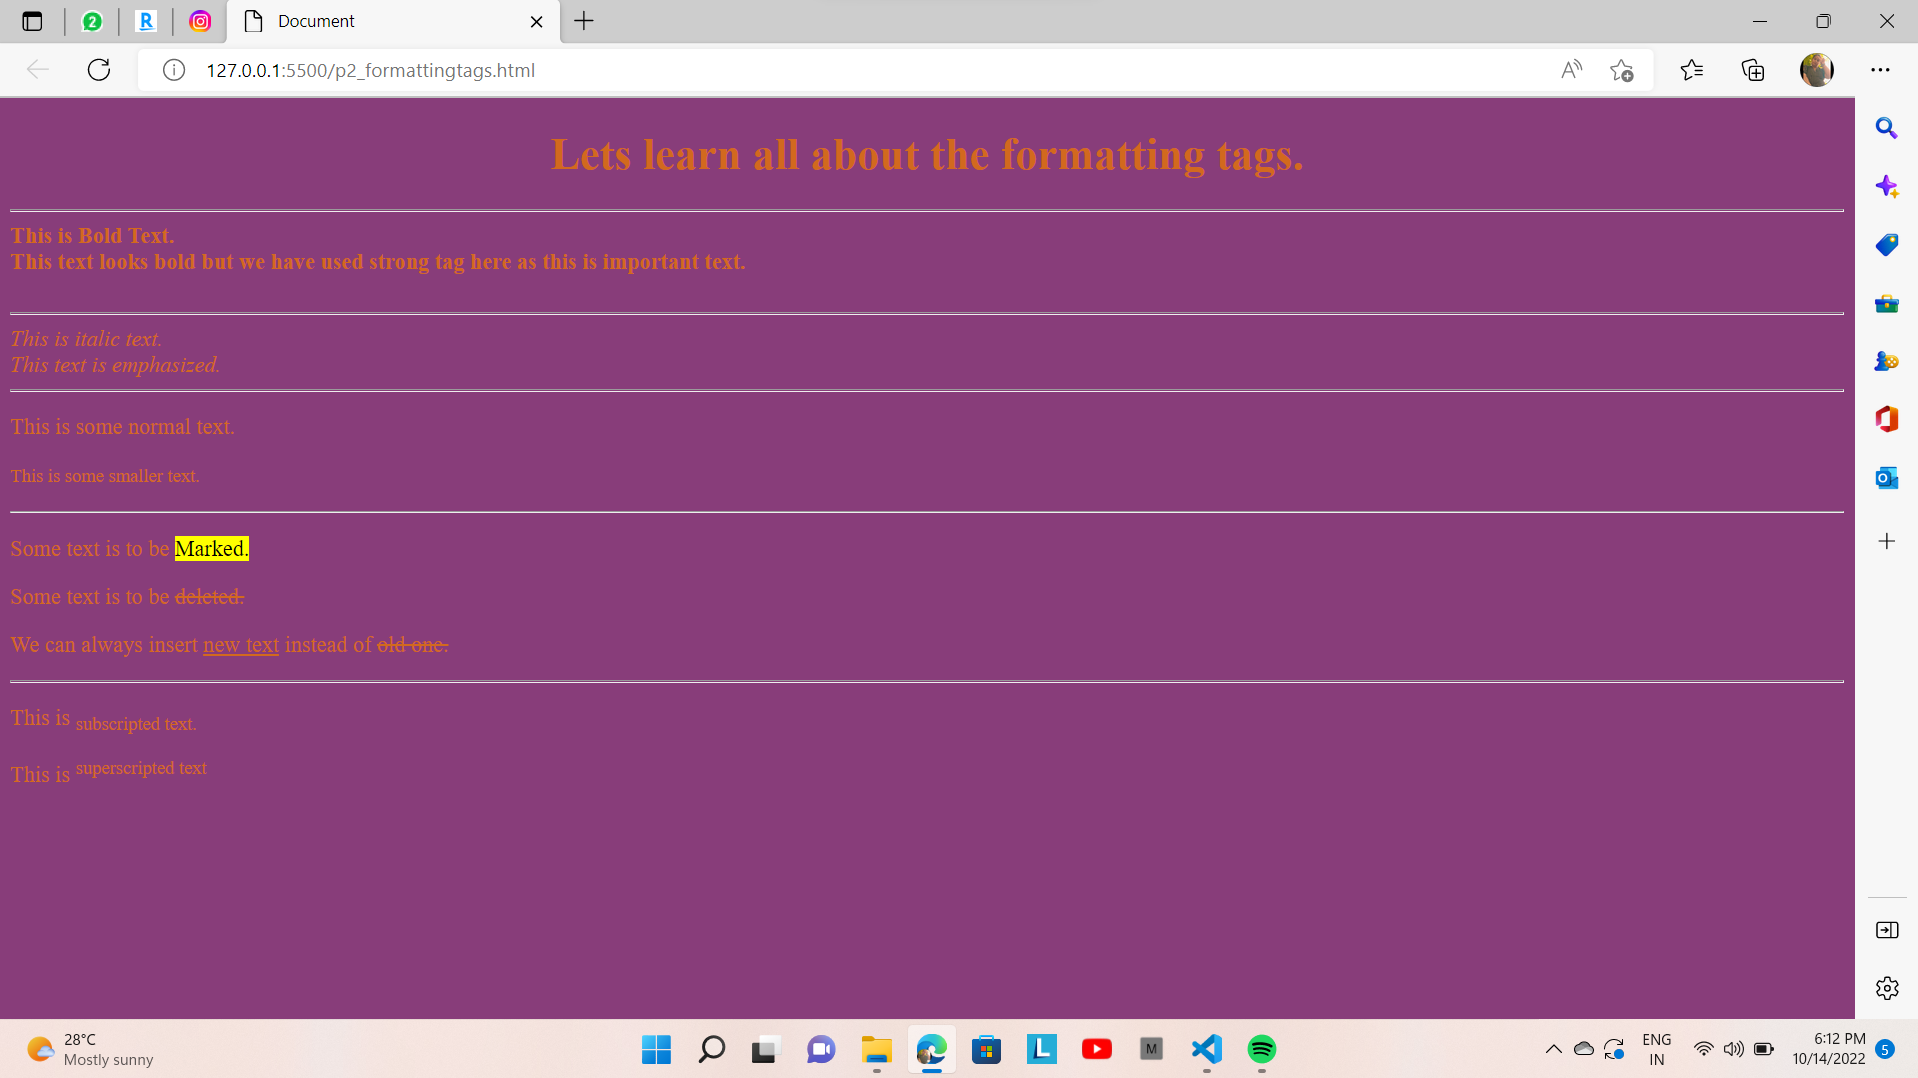 2
R
Document
127.0.0.1:5500/p2_formattingtags.html
Lets learn all about the formatting tags.
This is Bold Text.
This text looks bold but we have used strong tag here as this is important text.
This is italic text.
This text is emphasized.
This is some normal text.
This is some smaller text.
Some text is to be Marked.
Some text is to be deleted.
We can always insert new text instead of old one.
This is subscripted text.
This is superscripted text
28°C
Mostly sunny
L
M
ENG
IN
6:12 PM
10/14/2022
5